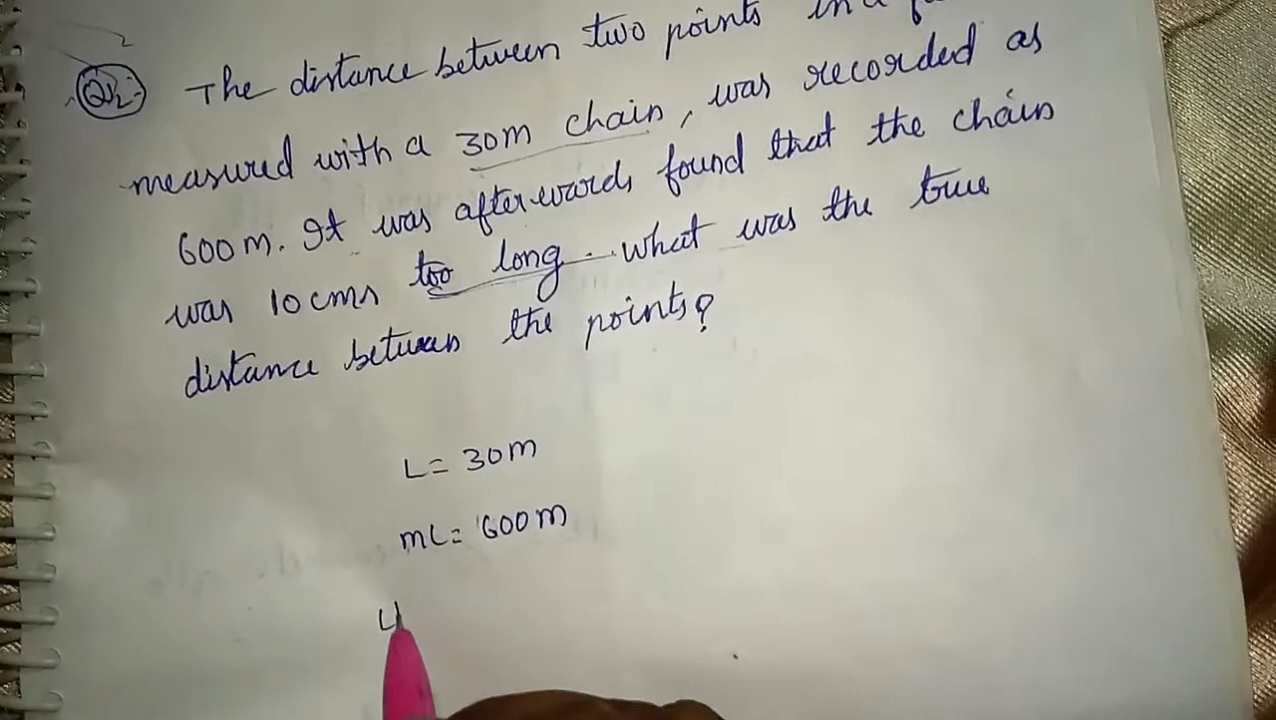 Q2:- The distance between two points in a
measured with a 30m chain, was recorded as
600m. It was afterwards found that the chain
was 10cms too long. what was the true
distance between the points?
L = 30m
ML = 600m
L'